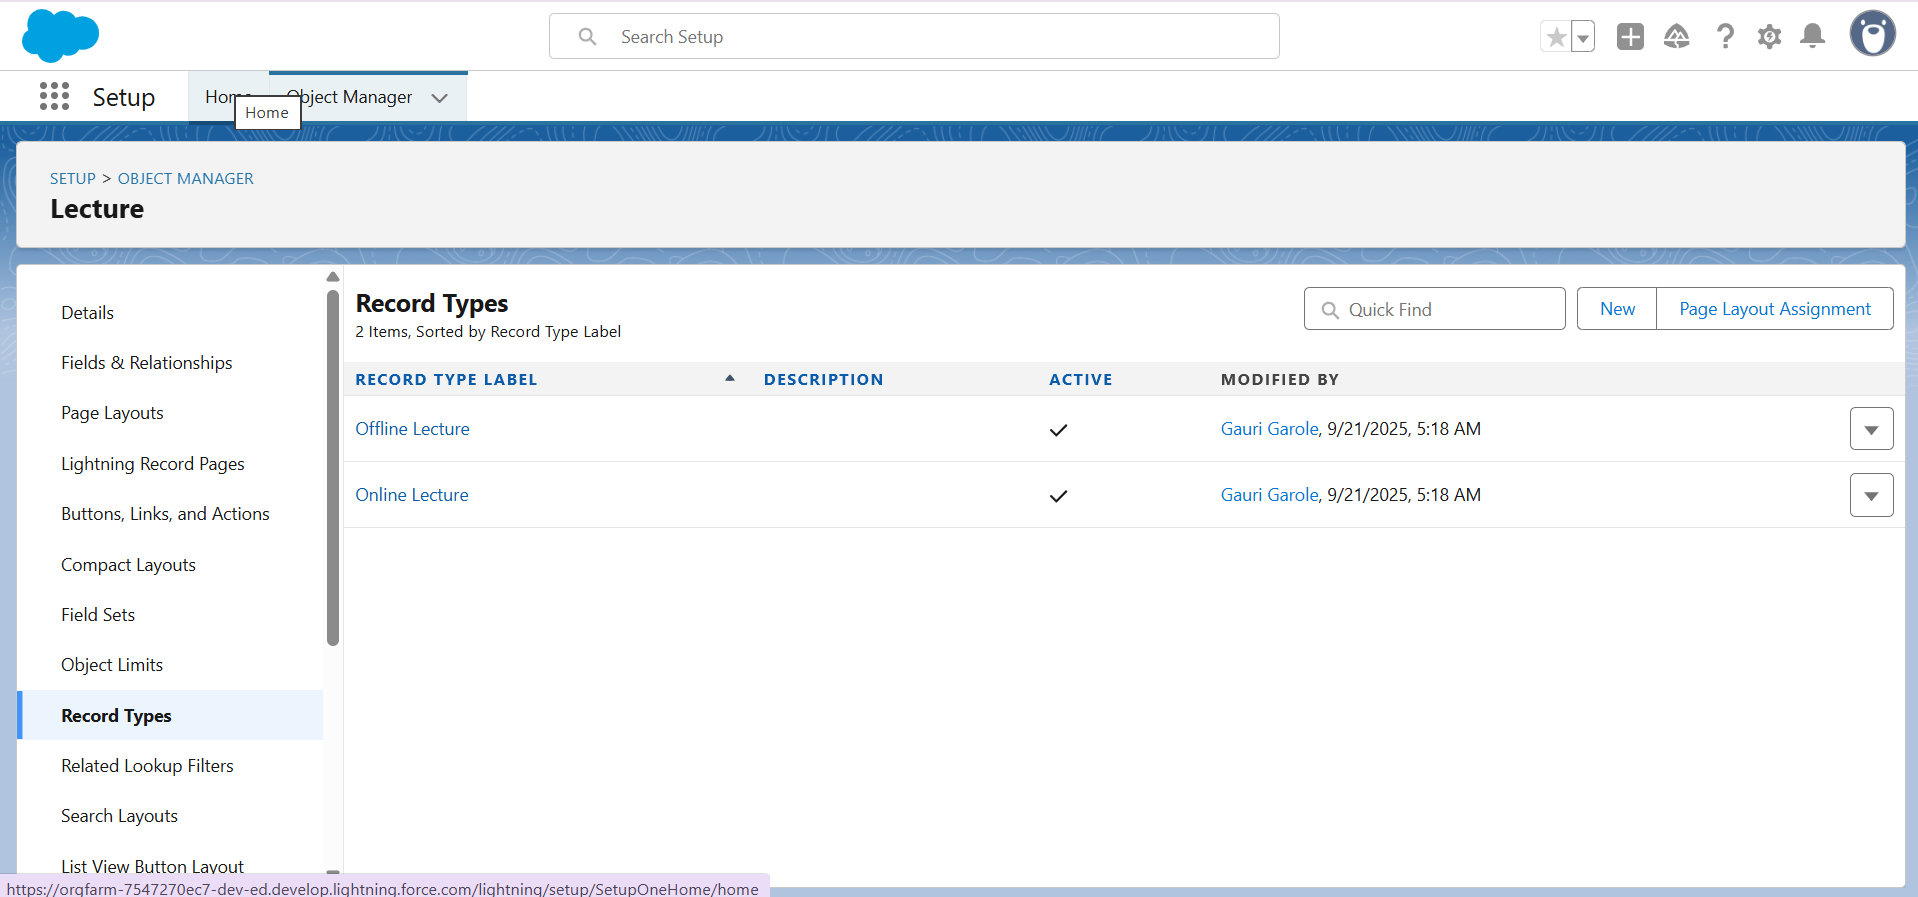 Search Setup
Setup
Home
Object Manager
Home
SETUP > OBJECT MANAGER
Lecture
Details
Fields & Relationships
Page Layouts
Lightning Record Pages
Buttons, Links, and Actions
Compact Layouts
Field Sets
Object Limits
Record Types
Related Lookup Filters
Search Layouts
List View Button Layout
Record Types
2 Items, Sorted by Record Type Label
Quick Find
New
Page Layout Assignment
RECORD TYPE LABEL DESCRIPTION ACTIVE MODIFIED BY
Offline Lecture Gauri Garole, 9/21/2025, 5:18 AM
Online Lecture Gauri Garole, 9/21/2025, 5:18 AM
https://orgfarm-7547270ec7-dev-ed.develop.lightning.force.com/lightning/setup/SetupOneHome/home